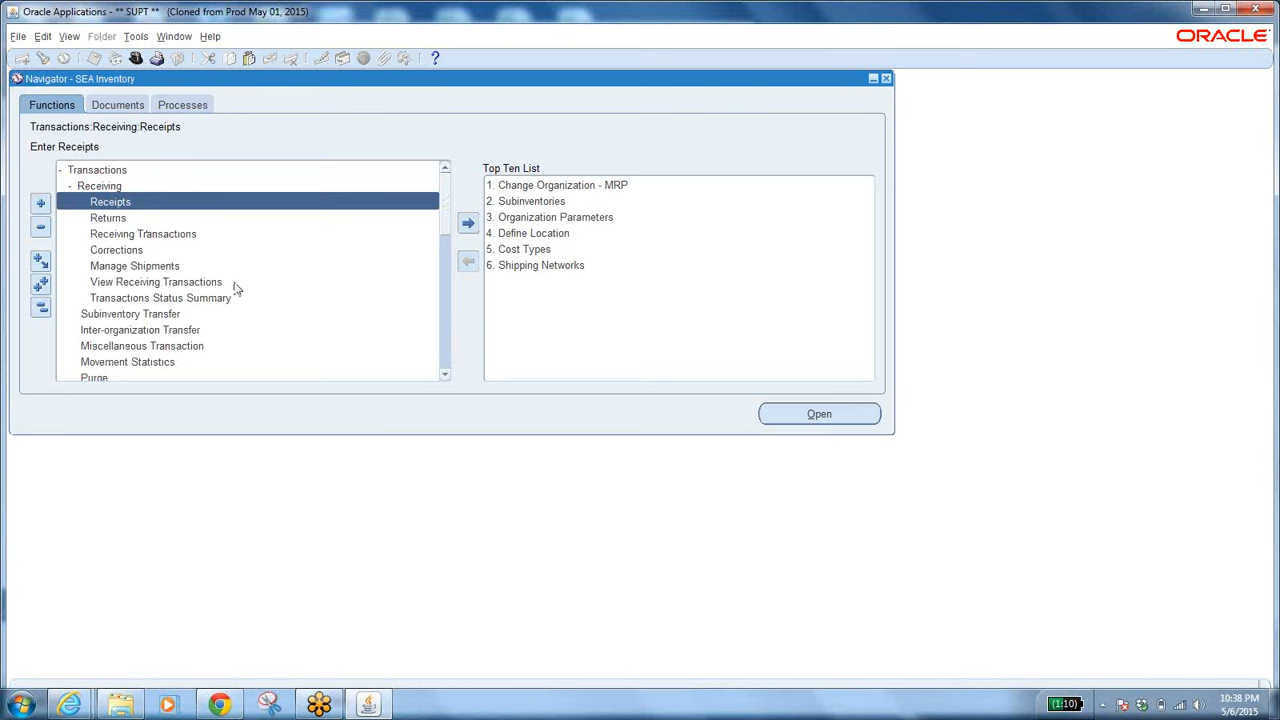 Oracle Applications - ** SUPT ** (Cloned from Prod May 01, 2015)
File Edit View Folder Tools Window Help
ORACLE
Navigator - SEA Inventory
Functions Documents Processes
Transactions:Receiving:Receipts
Enter Receipts
- Transactions
- Receiving
Receipts
Returns
Receiving Transactions
Corrections
Manage Shipments
View Receiving Transactions
Transactions Status Summary
Subinventory Transfer
Inter-organization Transfer
Miscellaneous Transaction
Movement Statistics
Purge
Top Ten List
1. Change Organization - MRP
2. Subinventories
3. Organization Parameters
4. Define Location
5. Cost Types
6. Shipping Networks
Open
(1:10)
10:38 PM
5/6/2015